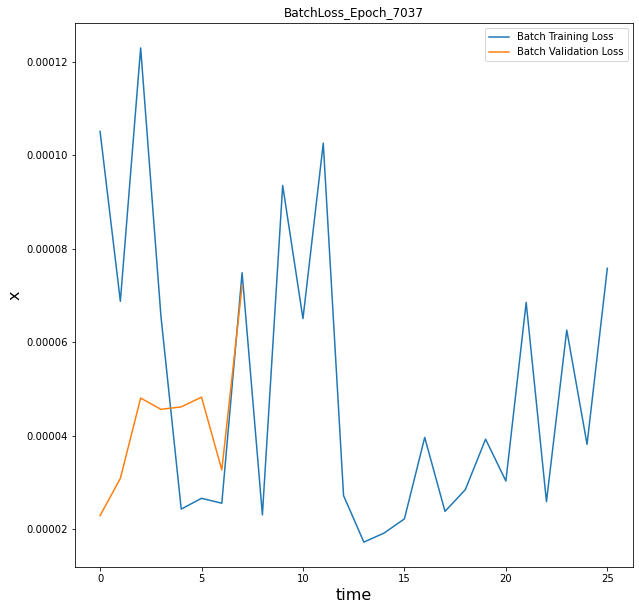 BatchLoss_Epoch_7037
Batch Training Loss
Batch Validation Loss
0.00012
0.00010
0.00008
0.00006
0.00004
0.00002
x
0 5 10 15 20 25
time